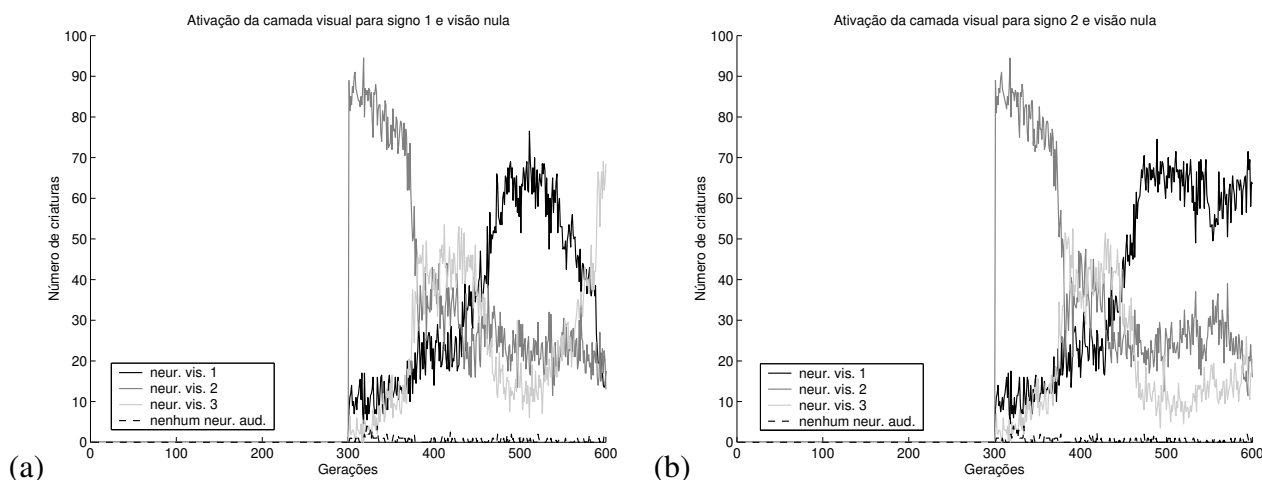 Ativação da camada visual para signo 1 e visão nula
100
90
80
70
60
50
40
30
20
10
0
Número de criaturas
neur. vis. 1
neur. vis. 2
neur. vis. 3
nenhum neur. aud.
0 100 200 300 400 500 600
Gerações
(a)
Ativação da camada visual para signo 2 e visão nula
100
90
80
70
60
50
40
30
20
10
0
Número de criaturas
neur. vis. 1
neur. vis. 2
neur. vis. 3
nenhum neur. aud.
0 100 200 300 400 500 600
Gerações
(b)